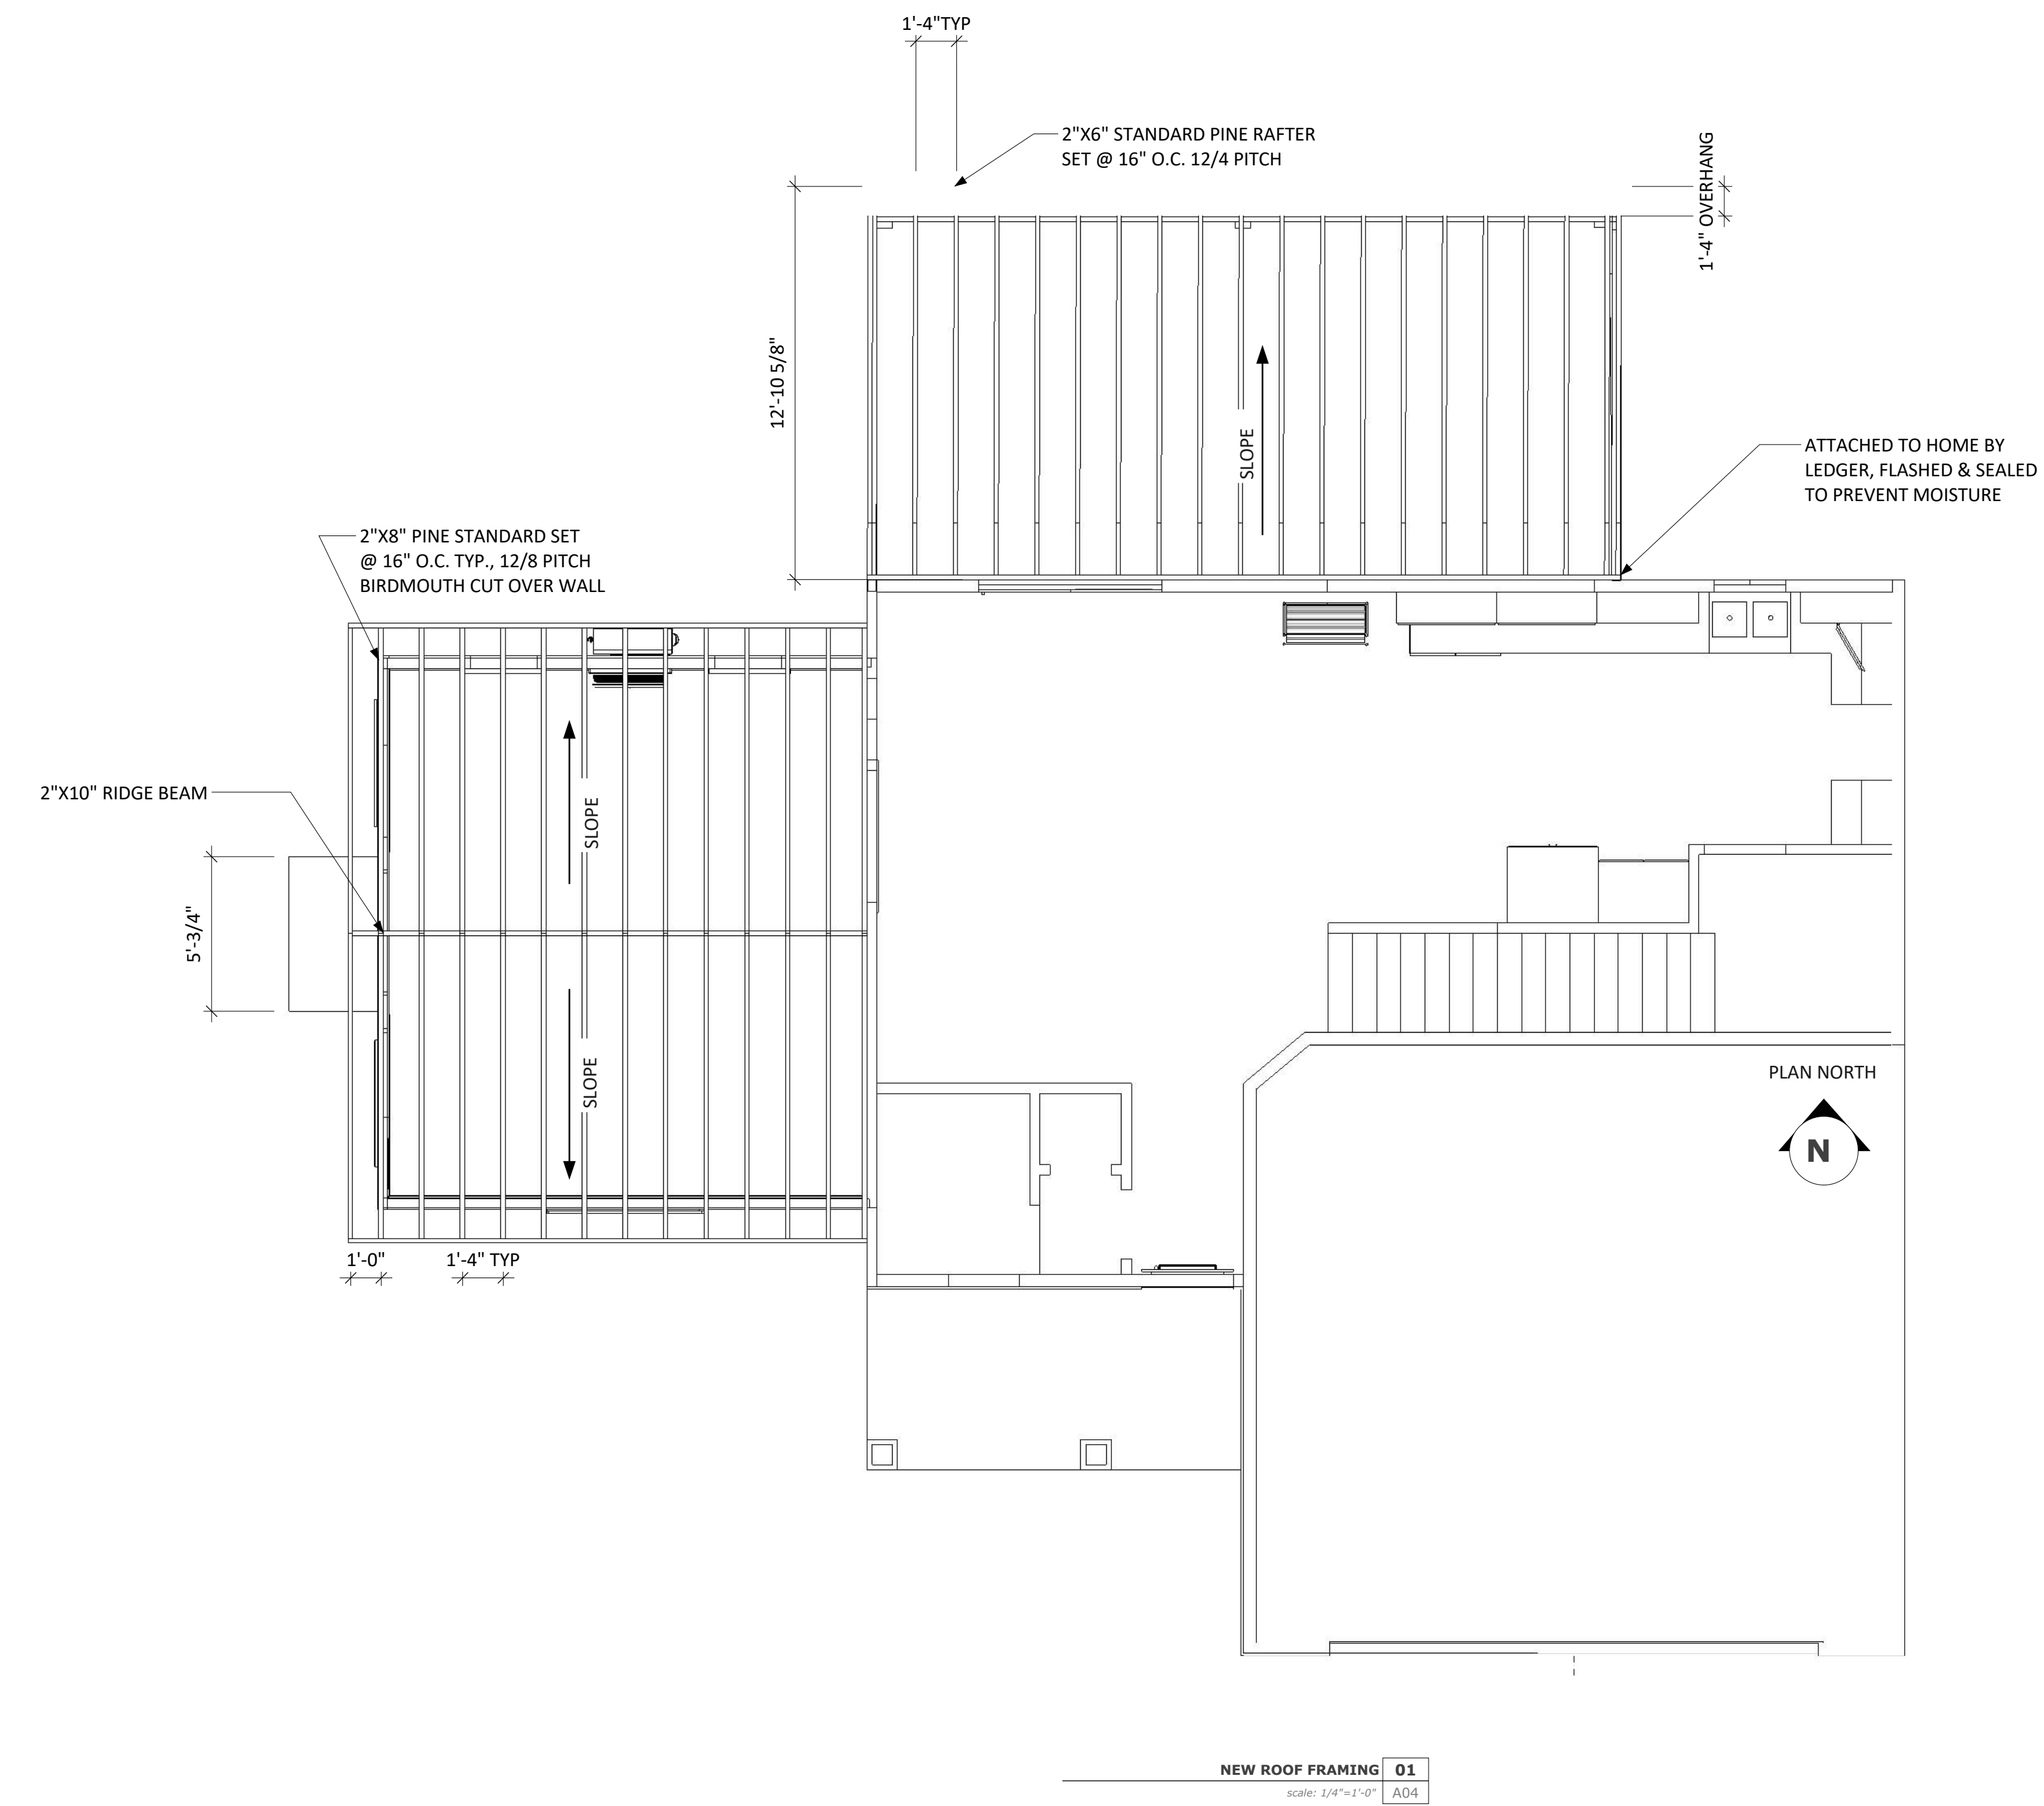 1'-4"TYP
2"X6" STANDARD PINE RAFTER
SET @ 16" O.C. 12/4 PITCH
1'-4" OVERHANG
12'-10 5/8"
SLOPE
ATTACHED TO HOME BY
LEDGER, FLASHED & SEALED
TO PREVENT MOISTURE
2"X8" PINE STANDARD SET
@ 16" O.C. TYP., 12/8 PITCH
BIRDMOUTH CUT OVER WALL
2"X10" RIDGE BEAM
SLOPE
5'-3/4"
SLOPE
PLAN NORTH
N
1'-0"
1'-4" TYP
NEW ROOF FRAMING 01
scale: 1/4"=1'-0" A04